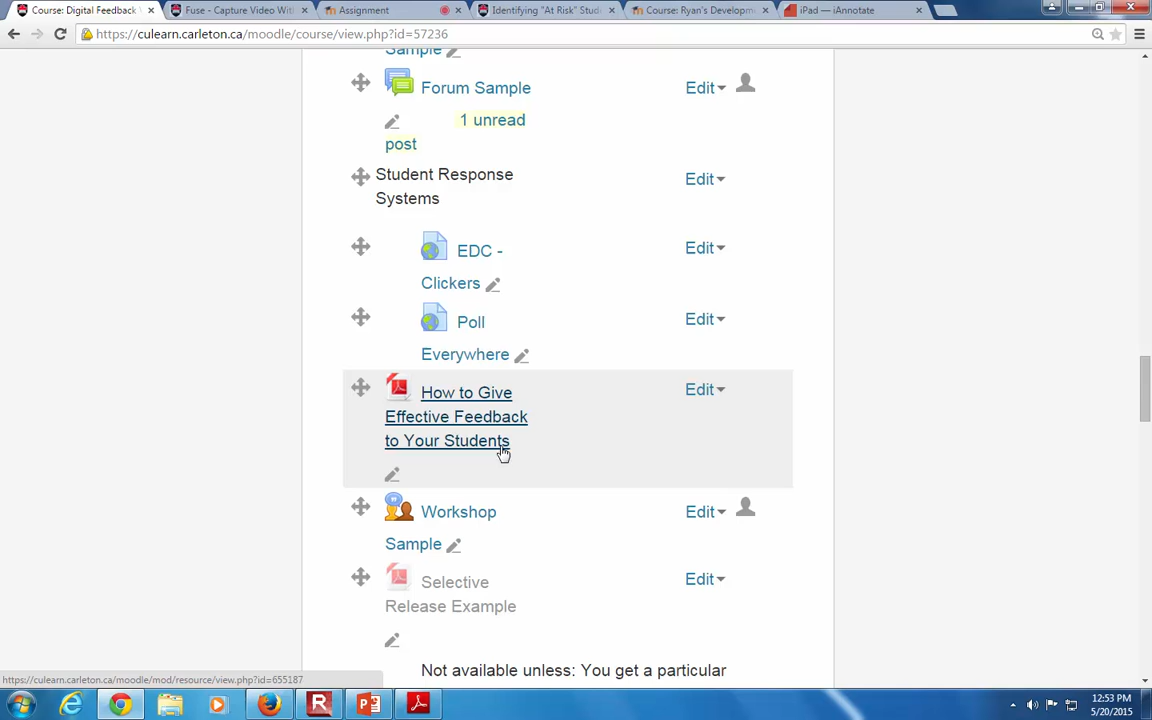 Course: Digital Feedback
Fuse - Capture Video With
Assignment
Identifying "At Risk" Stud
Course: Ryan's Developm
iPad — iAnnotate
https://culearn.carleton.ca/moodle/course/view.php?id=57236
Sample
Forum Sample
Edit
1 unread
post
Student Response
Systems
Edit
EDC -
Clickers
Edit
Poll
Everywhere
Edit
How to Give
Effective Feedback
to Your Students
Edit
Workshop
Sample
Edit
Selective
Release Example
Edit
Not available unless: You get a particular
https://culearn.carleton.ca/moodle/mod/resource/view.php?id=655187
12:53 PM
5/20/2015